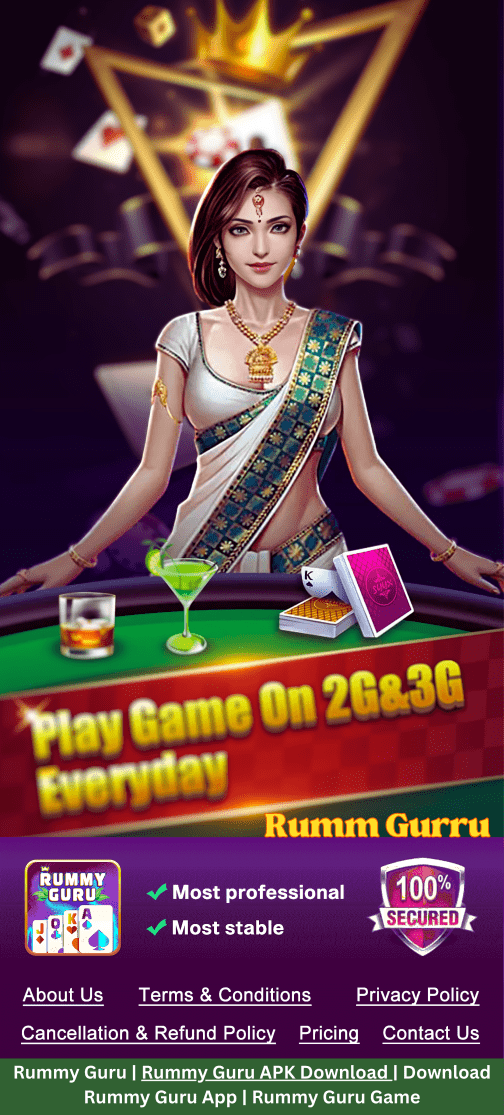 K
Play Game On 2G&3G
Everyday
Rumm Gurru
RUMMY
GURU
J O K A
Most professional
Most stable
100%
SECURED
About Us Terms & Conditions Privacy Policy
Cancellation & Refund Policy Pricing Contact Us
Rummy Guru | Rummy Guru APK Download | Download
Rummy Guru App | Rummy Guru Game